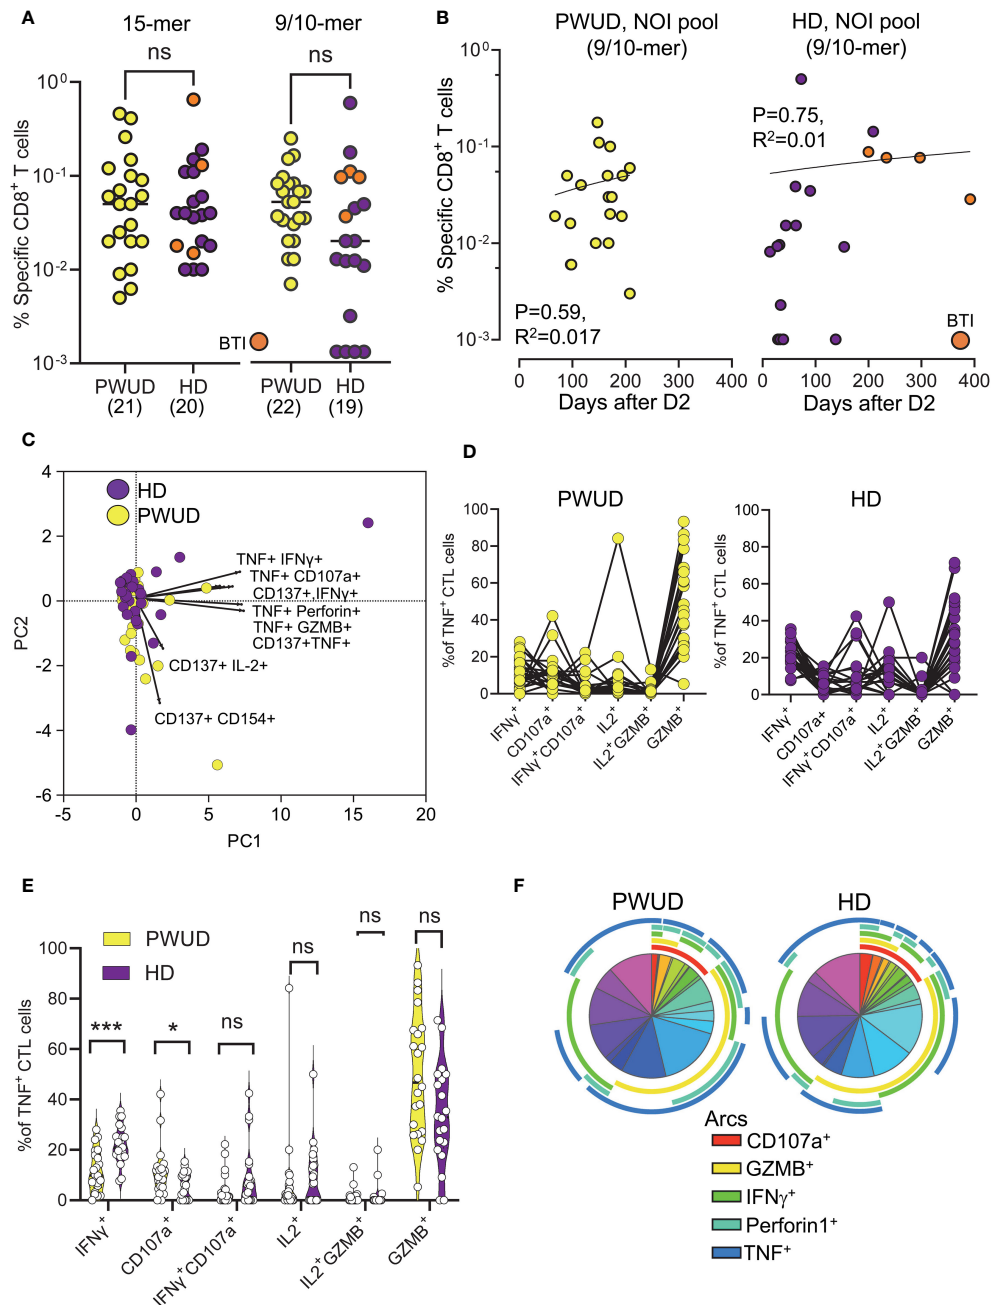 A
15-mer
9/10-mer
ns
ns
% Specific CD8+ T cells
10^0
10^-1
10^-2
10^-3
BTI
PWUD
(21)
HD
(20)
PWUD
(22)
HD
(19)
B
PWUD, NOI pool
(9/10-mer)
HD, NOI pool
(9/10-mer)
% Specific CD8+ T cells
10^0
10^-1
10^-2
10^-3
P=0.59,
R²=0.017
P=0.75,
R²=0.01
BTI
0 100 200 300 400
0 100 200 300 400
Days after D2
Days after D2
C
HD
PWUD
PC2
4
2
0
-2
-4
-6
TNF+ IFNγ+
TNF+ CD107a+
CD137+,IFNγ+
TNF+ Perforin+
TNF+ GZMB+
CD137+TNF+
CD137+ IL-2+
CD137+ CD154+
-5 0 5 10 15 20
PC1
D
PWUD
HD
%of TNF+ CTL cells
100
80
60
40
20
0
IFNγ+
CD107a+
IFNγ+CD107a+
IL2+
IL2+GZMB+
GZMB+
%of TNF+ CTL cells
100
80
60
40
20
0
IFNγ+
CD107a+
IFNγ+CD107a+
IL2+
IL2+GZMB+
GZMB+
E
PWUD
HD
%of TNF+ CTL cells
100
80
60
40
20
0
***
*
ns
ns
ns
ns
IFNγ+
CD107a+
IFNγ+CD107a+
IL2+
IL2+GZMB+
GZMB+
F
PWUD
HD
Arcs
CD107a+
GZMB+
IFNγ+
Perforin1+
TNF+